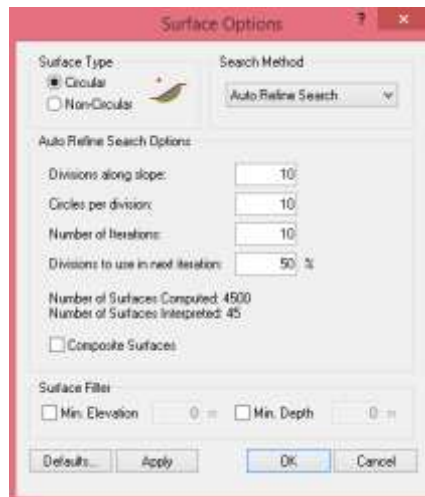 Surface Options
? ×
Surface Type
Circular
Non-Circular
Search Method
Auto Refine Search
Auto Refine Search Options
Divisions along slope: 10
Circles per division: 10
Number of Iterations: 10
Divisions to use in next iteration: 50 %
Number of Surfaces Computed: 4500
Number of Surfaces Interpreted: 45
Composite Surfaces
Surface Filter
Min. Elevation 0 m Min. Depth 0 m
Defaults... Apply OK Cancel